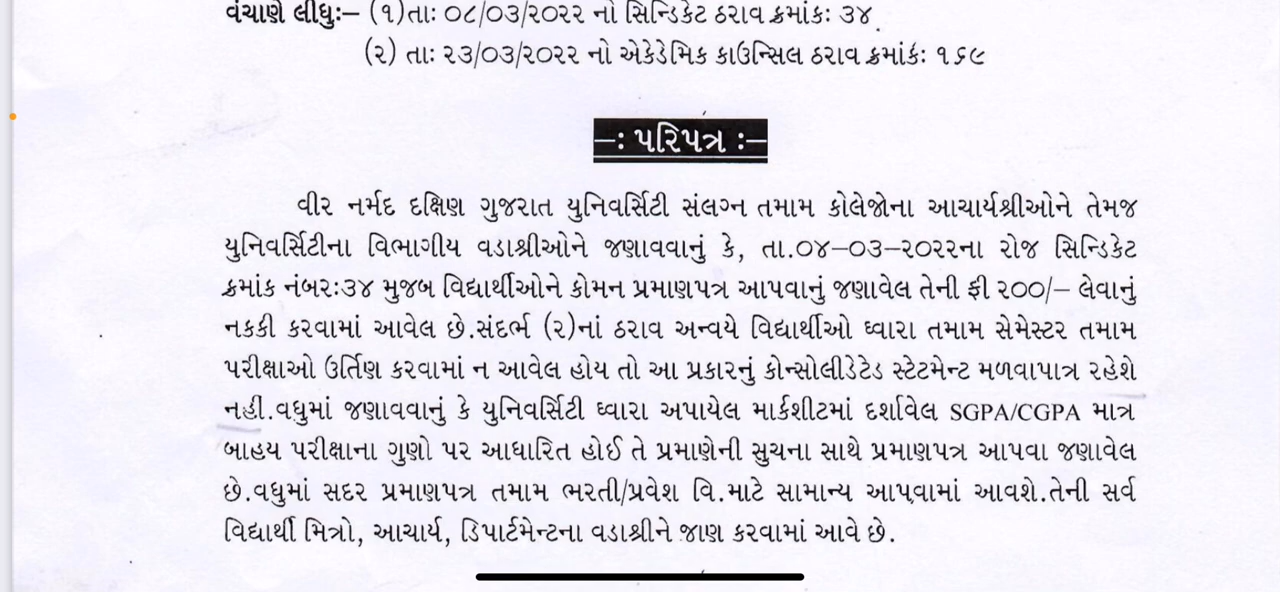 વંચાણે લીધુઃ– (૧)તાઃ ૦૮/૦૩/૨૦૨૨ નો સિન્ડિકેટ ઠરાવ ક્રમાંકઃ ૩૪
(૨) તાઃ ૨૩/૦૩/૨૦૨૨ નો એકેડેમિક કાઉન્સિલ ઠરાવ ક્રમાંર્કઃ ૧૬૯
–ઃ પરિપત્ર ઃ–
વીર નર્મદ દક્ષિણ ગુજરાત યુનિવર્સિટી સંલગ્ન તમામ કોલેજોના આચાર્યશ્રીઓને તેમજ
યુનિવર્સિટીના વિભાગીય વડાશ્રીઓને જણાવવાનું કે, તા.૦૪–૦૩–૨૦૨૨ના રોજ સિન્ડિકેટ
ક્રમાંક નંબરઃ૩૪ મુજબ વિદ્યાર્થીઓને કોમન પ્રમાણપત્ર આપવાનું જણાવેલ તેની ફી ૨૦૦/– લેવાનું
નકકી કરવામાં આવેલ છે.સંદર્ભ (૨)નાં ઠરાવ અન્વયે વિદ્યાર્થીઓ ઘ્વારા તમામ સેમેસ્ટર તમામ
પરીક્ષાઓ ઉર્તિણ કરવામાં ન આવેલ હોય તો આ પ્રકારનું કોન્સોલીડેટેડ સ્ટેટમેન્ટ મળવાપાત્ર રહેશે
નહી.વધુમાં જણાવવાનું કે યુનિવર્સિટી ઘ્વારા અપાયેલ માર્કશીટમાં દર્શાવેલ SGPA/CGPA માત્ર
બાહય પરીક્ષાના ગુણો પર આધારિત હોઈ તે પ્રમાણેની સુચના સાથે પ્રમાણપત્ર આપવા જણાવેલ
છે.વધુમાં સદર પ્રમાણપત્ર તમામ ભરતી/પ્રવેશ વિ.માટે સામાન્ય આપવામાં આવશે.તેની સર્વ
વિદ્યાર્થી મિત્રો, આચાર્ય, ડિપાર્ટમેન્ટના વડાશ્રીને જાણ કરવામાં આવે છે.